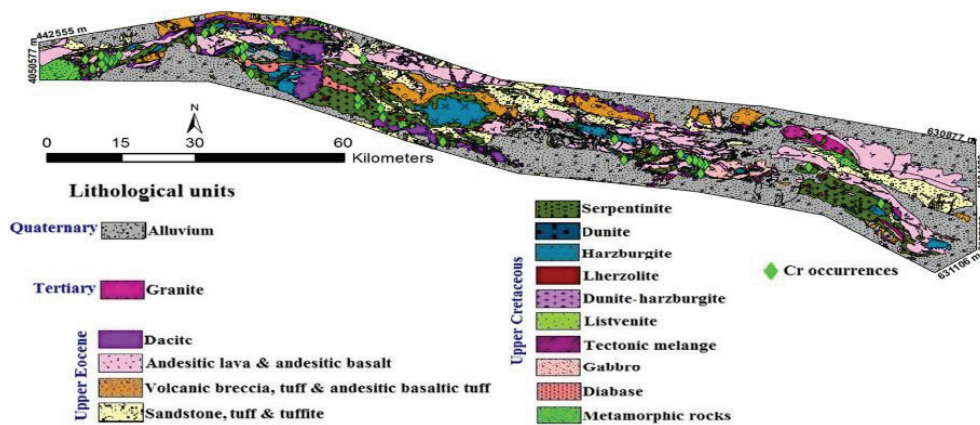 442555 m
4050577 m
630877 m
631106 m
N
0 15 30 60
Kilometers
Lithological units
Quaternary
Alluvium
Tertiary
Granite
Upper Eocene
Dacite
Andesitic lava & andesitic basalt
Volcanic breccia, tuff & andesitic basaltic tuff
Sandstone, tuff & tuffite
Upper Cretaceous
Serpentinite
Dunite
Harzburgite
Lherzolite
Dunite-harzburgite
Listvenite
Tectonic melange
Gabbro
Diabase
Metamorphic rocks
Cr occurrences